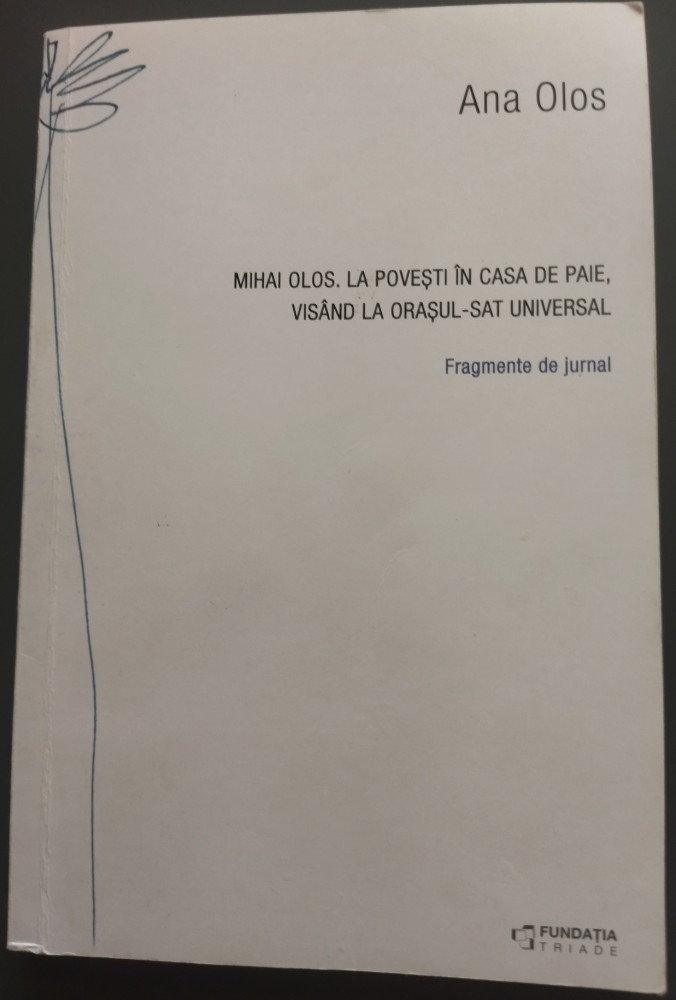 Ana Olos
MIHAI OLOS. LA POVEȘTI ÎN CASA DE PAIE,
VISÂND LA ORAȘUL-SAT UNIVERSAL
Fragmente de jurnal
FUNDAȚIA
TRIADE